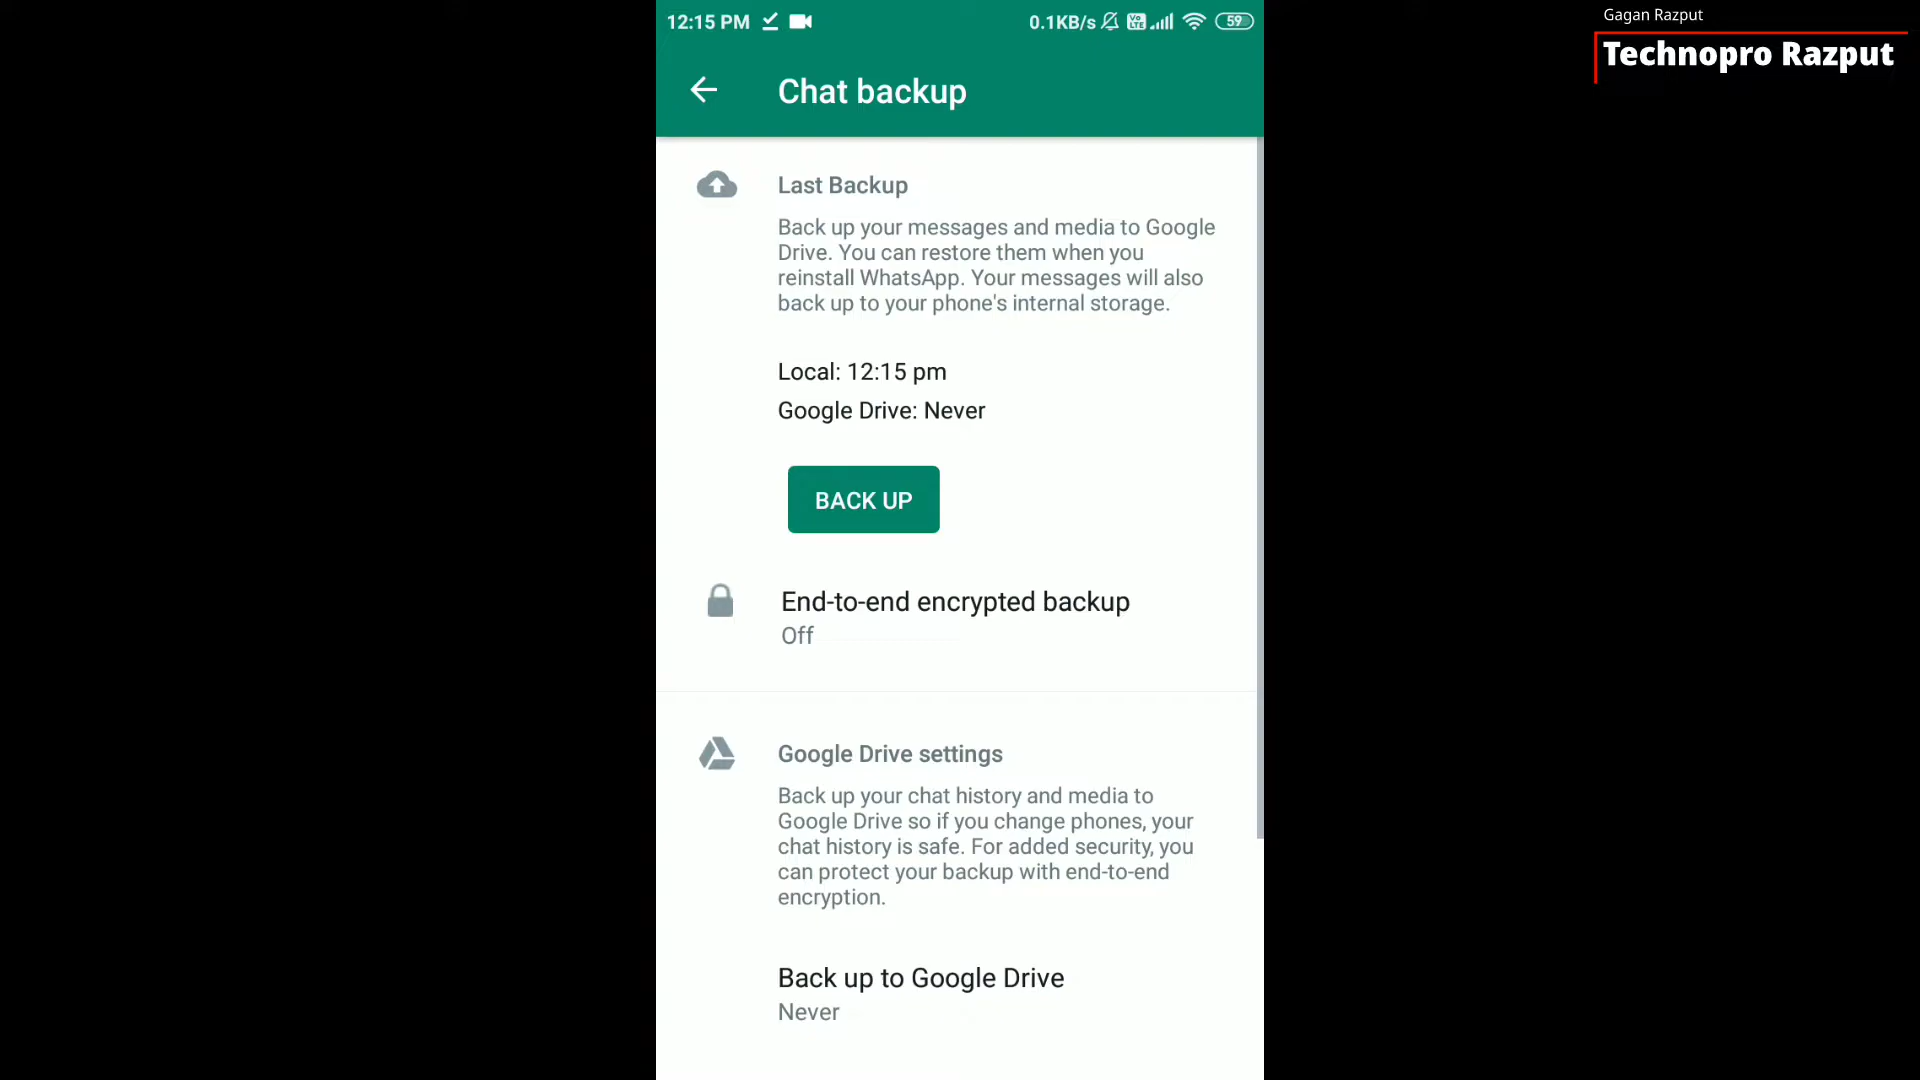 Gagan Razput
Technopro Razput
12:15 PM
0.1KB/s
Vo LTE
59
Chat backup
Last Backup
Back up your messages and media to Google
Drive. You can restore them when you
reinstall WhatsApp. Your messages will also
back up to your phone's internal storage.
Local: 12:15 pm
Google Drive: Never
BACK UP
End-to-end encrypted backup
Off
Google Drive settings
Back up your chat history and media to
Google Drive so if you change phones, your
chat history is safe. For added security, you
can protect your backup with end-to-end
encryption.
Back up to Google Drive
Never